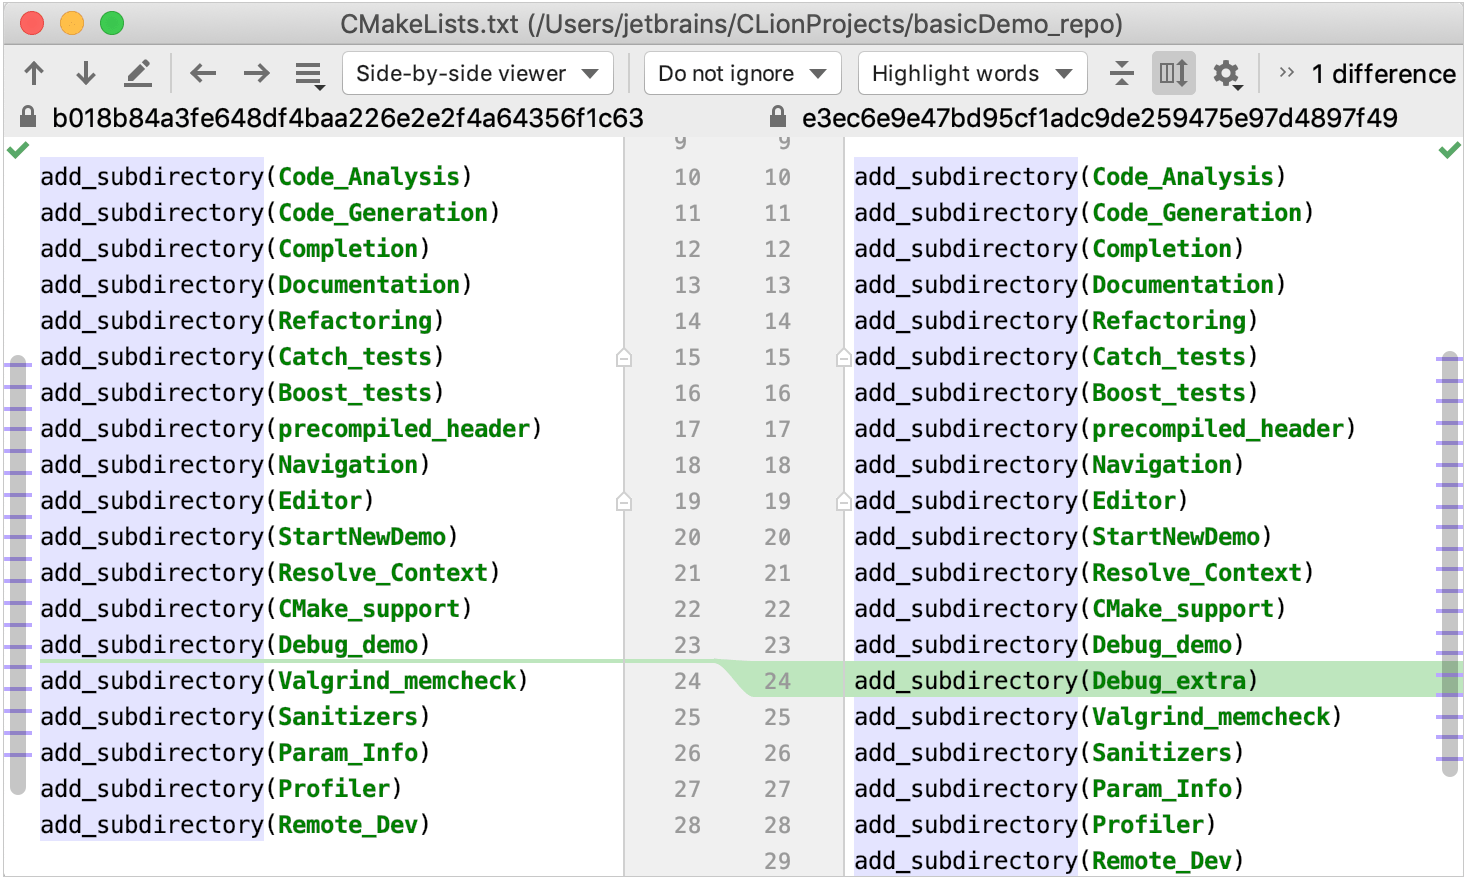 CMakeLists.txt (/Users/jetbrains/CLionProjects/basicDemo_repo)
Side-by-side viewer Do not ignore Highlight words >> 1 difference
b018b84a3fe648df4baa226e2e2f4a64356f1c63 e3ec6e9e47bd95cf1adc9de259475e97d4897f49
9 9
add_subdirectory(Code_Analysis) 10 10 add_subdirectory(Code_Analysis)
add_subdirectory(Code_Generation) 11 11 add_subdirectory(Code_Generation)
add_subdirectory(Completion) 12 12 add_subdirectory(Completion)
add_subdirectory(Documentation) 13 13 add_subdirectory(Documentation)
add_subdirectory(Refactoring) 14 14 add_subdirectory(Refactoring)
add_subdirectory(Catch_tests) 15 15 add_subdirectory(Catch_tests)
add_subdirectory(Boost_tests) 16 16 add_subdirectory(Boost_tests)
add_subdirectory(precompiled_header) 17 17 add_subdirectory(precompiled_header)
add_subdirectory(Navigation) 18 18 add_subdirectory(Navigation)
add_subdirectory(Editor) 19 19 add_subdirectory(Editor)
add_subdirectory(StartNewDemo) 20 20 add_subdirectory(StartNewDemo)
add_subdirectory(Resolve_Context) 21 21 add_subdirectory(Resolve_Context)
add_subdirectory(CMake_support) 22 22 add_subdirectory(CMake_support)
add_subdirectory(Debug_demo) 23 23 add_subdirectory(Debug_demo)
add_subdirectory(Valgrind_memcheck) 24 24 add_subdirectory(Debug_extra)
add_subdirectory(Sanitizers) 25 25 add_subdirectory(Valgrind_memcheck)
add_subdirectory(Param_Info) 26 26 add_subdirectory(Sanitizers)
add_subdirectory(Profiler) 27 27 add_subdirectory(Param_Info)
add_subdirectory(Remote_Dev) 28 28 add_subdirectory(Profiler)
29 add_subdirectory(Remote_Dev)